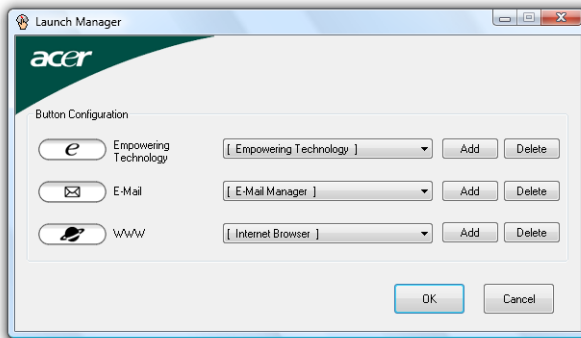 Launch Manager
acer
Button Configuration
e
Empowering
Technology
[ Empowering Technology ]
Add
Delete
E-Mail
[ E-Mail Manager ]
Add
Delete
WWW
[ Internet Browser ]
Add
Delete
OK
Cancel